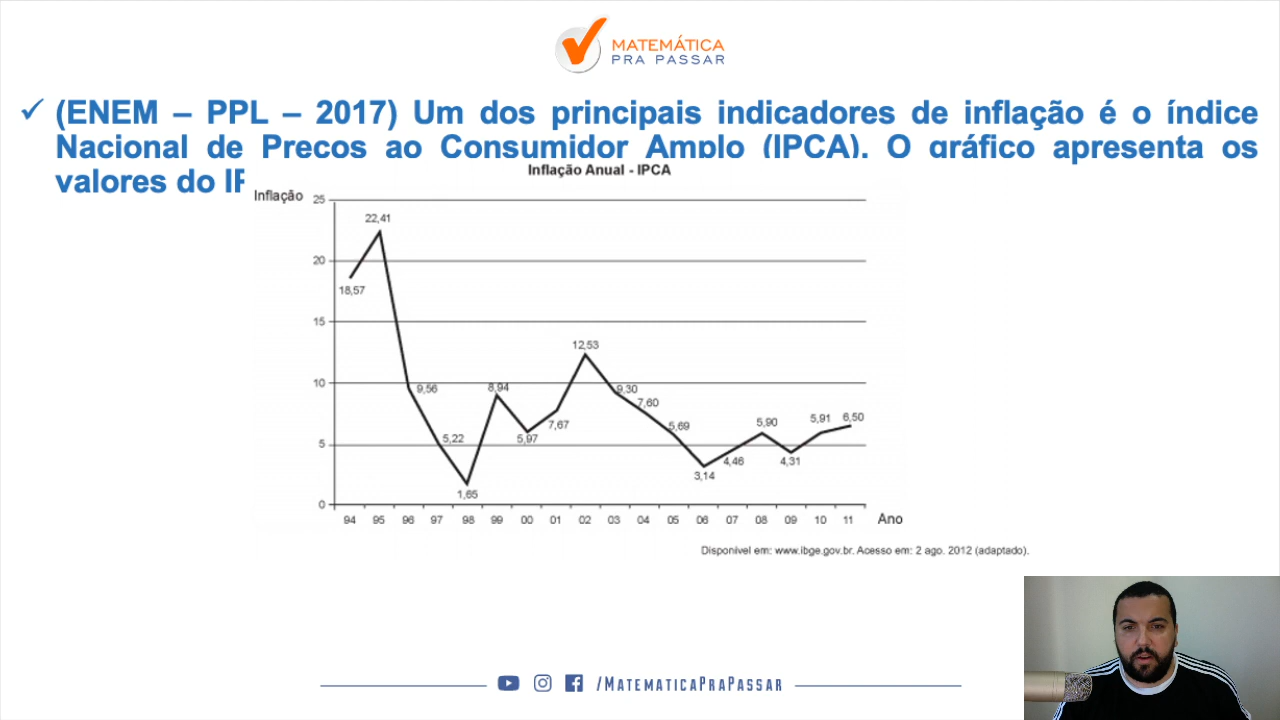 MATEMÁTICA
PRA PASSAR
(ENEM – PPL – 2017) Um dos principais indicadores de inflação é o índice
Nacional de Preços ao Consumidor Amplo (IPCA). O gráfico apresenta os
valores do
Inflação Anual - IPCA
Inflação
25
22,41
20
18,57
15
12,53
10
9,56
8,94
9,30
7,60
7,67
5,97
5,69
5,22
5,90
5,91
6,50
5
4,46
4,31
3,14
1,65
0
94 95 96 97 98 99 00 01 02 03 04 05 06 07 08 09 10 11 Ano
Disponível em: www.ibge.gov.br. Acesso em: 2 ago. 2012 (adaptado).
/MATEMATICAPRAPASSAR